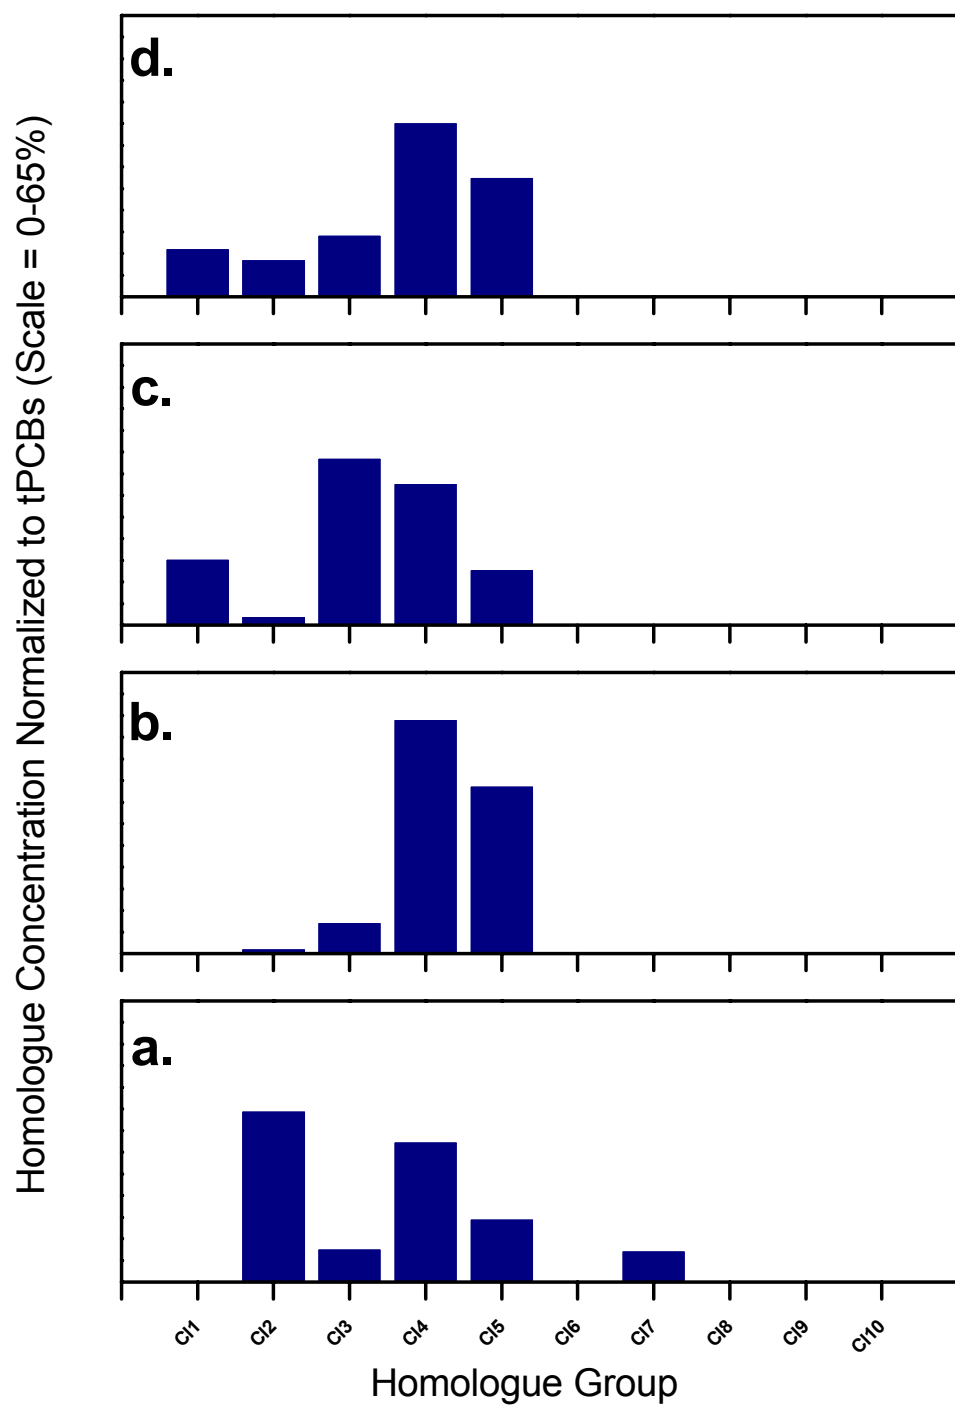 Homologue Concentration Normalized to tPCBs (Scale = 0-65%)
d.
c.
b.
a.
Cl1
Cl2
Cl3
Cl4
Cl5
Cl6
Cl7
Cl8
Cl9
Cl10
Homologue Group